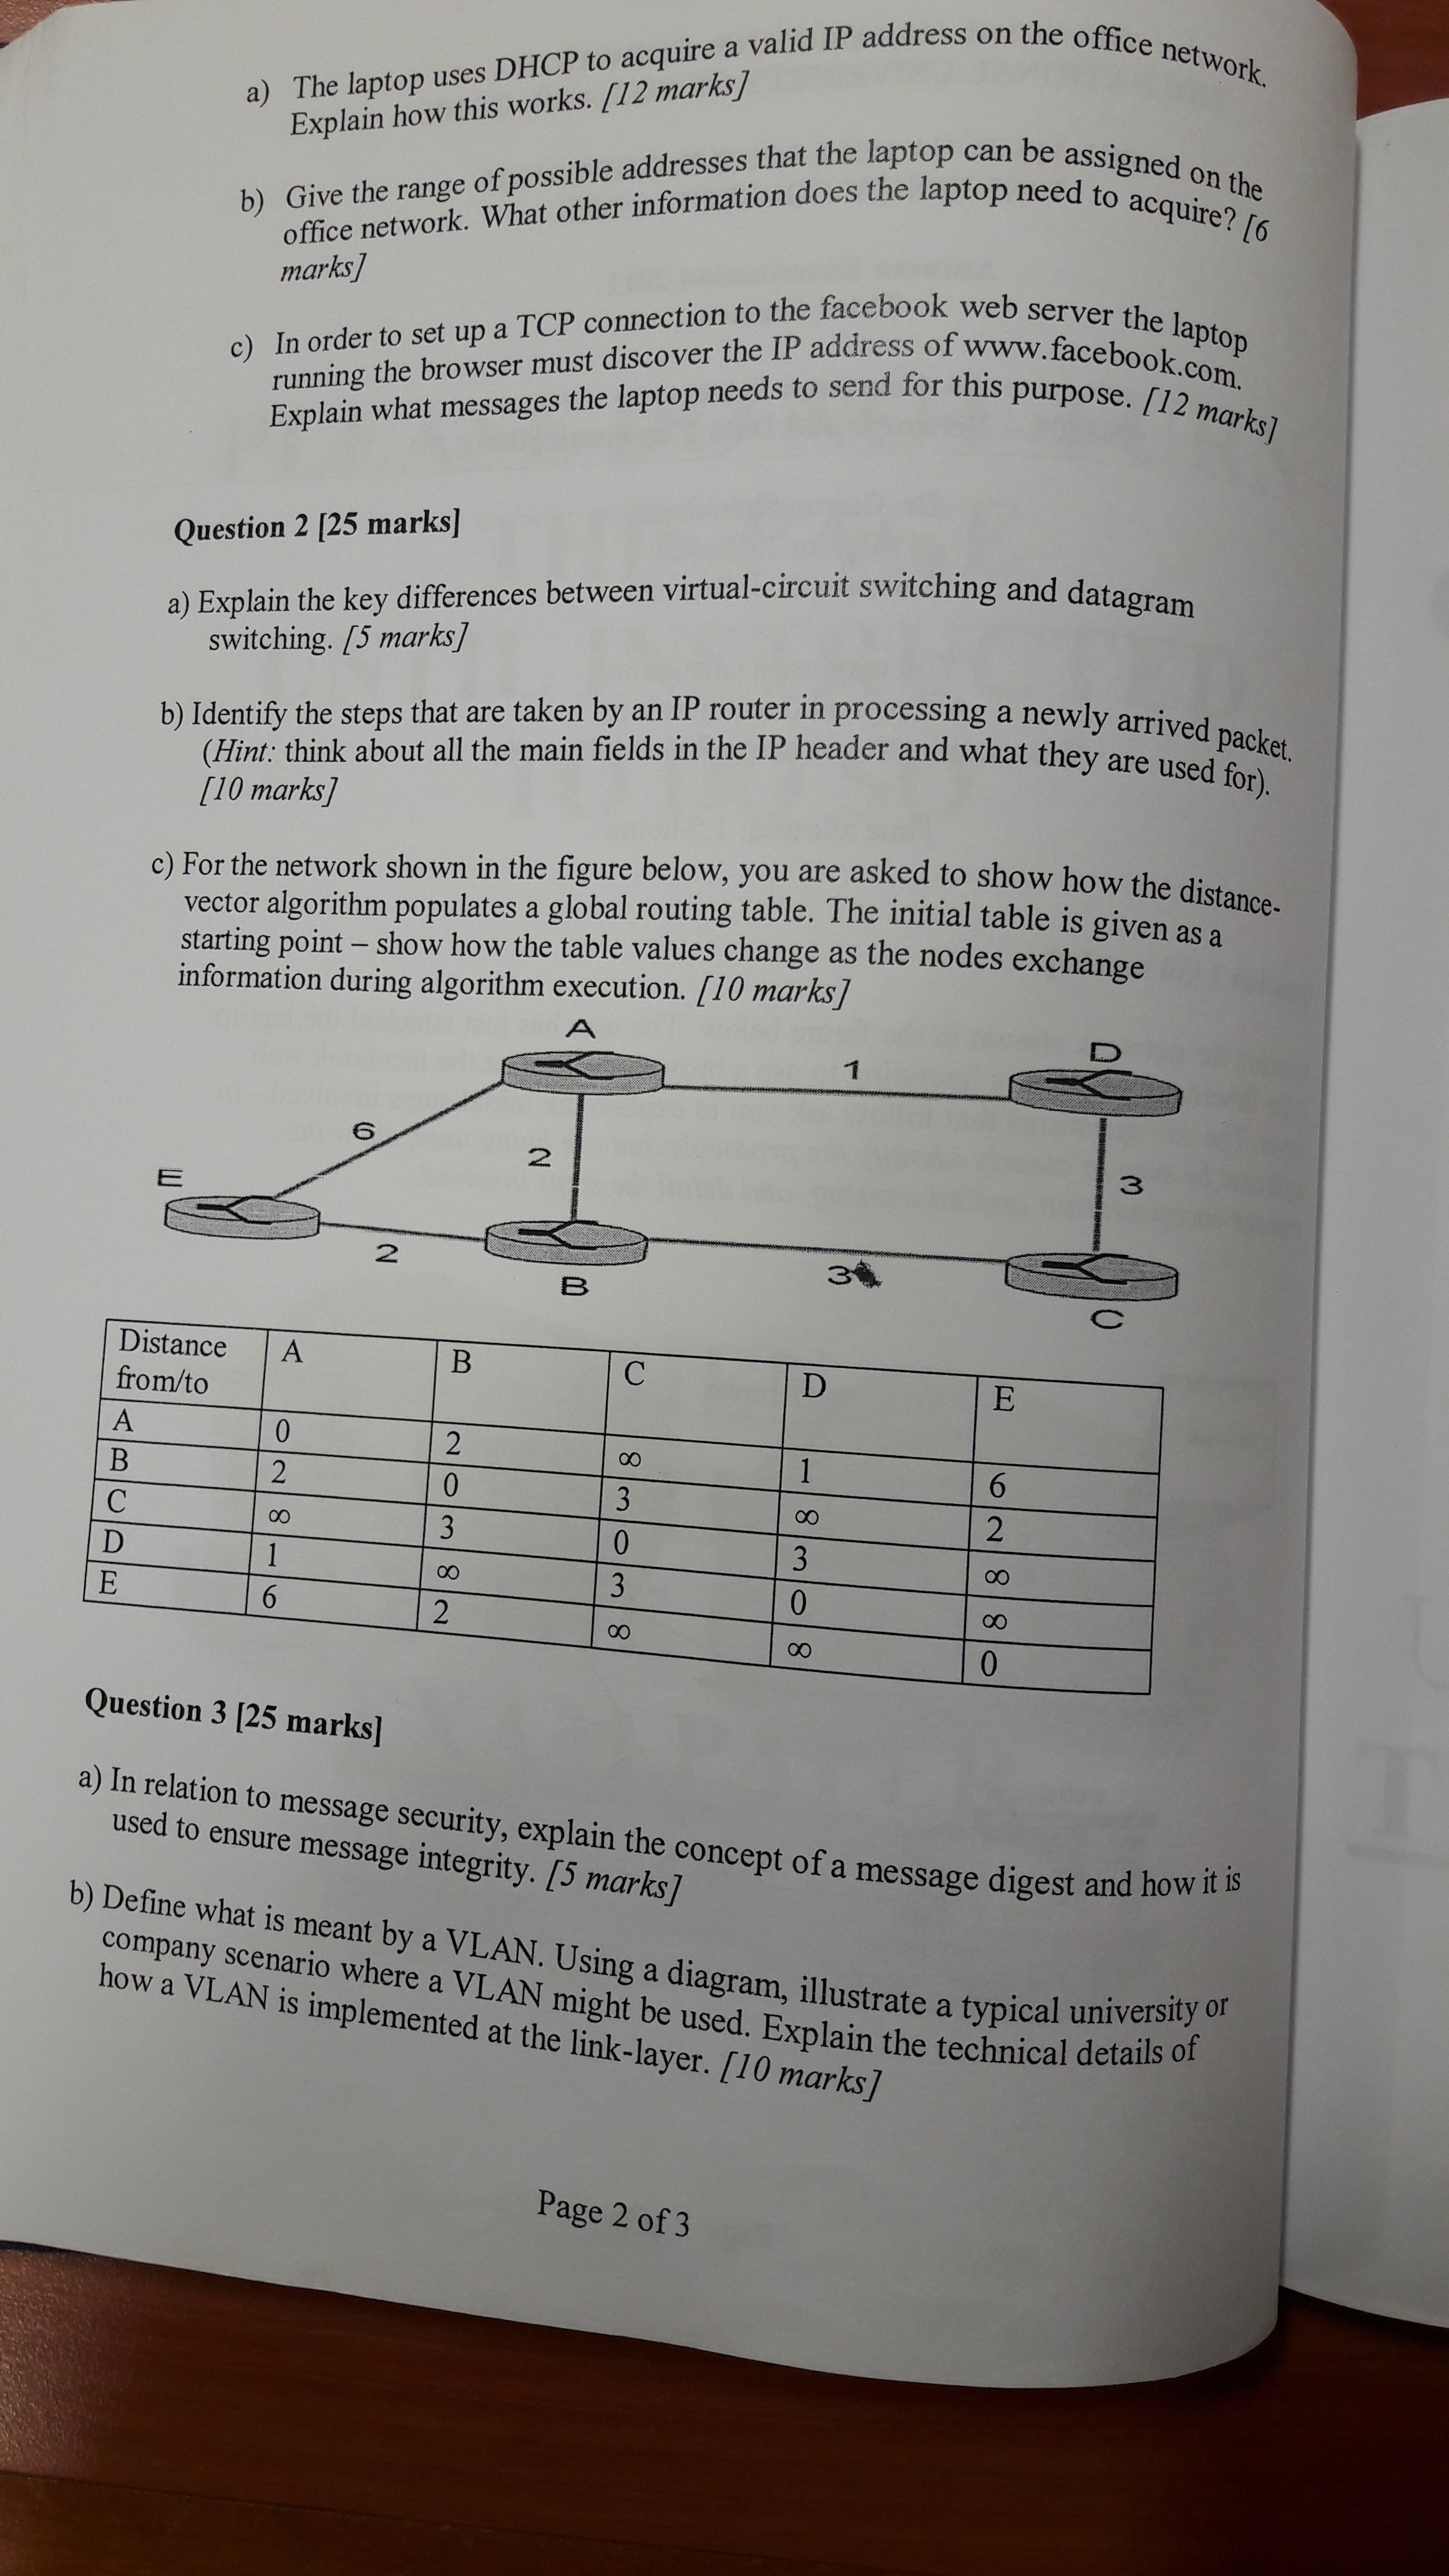 a) The laptop uses DHCP to acquire a valid IP address on the office network.
Explain how this works. [12 marks]
b) Give the range of possible addresses that the laptop can be assigned on the
office network. What other information does the laptop need to acquire? [6
marks]
c) In order to set up a TCP connection to the facebook web server the laptop
running the browser must discover the IP address of www.facebook.com.
Explain what messages the laptop needs to send for this purpose. [12 marks]
Question 2 [25 marks]
a) Explain the key differences between virtual-circuit switching and datagram
switching. [5 marks]
b) Identify the steps that are taken by an IP router in processing a newly arrived packet.
(Hint: think about all the main fields in the IP header and what they are used for).
[10 marks]
c) For the network shown in the figure below, you are asked to show how the distance-
vector algorithm populates a global routing table. The initial table is given as a
starting point – show how the table values change as the nodes exchange
information during algorithm execution. [10 marks]
A
D
1
6
2
E
3
2
3
B
C
Distance from/to A B C D E
A 0 2 ∞ 1 6
B 2 0 3 ∞ 2
C ∞ 3 0 3 ∞
D 1 ∞ 3 0 ∞
E 6 2 ∞ ∞ 0
Question 3 [25 marks]
a) In relation to message security, explain the concept of a message digest and how it is
used to ensure message integrity. [5 marks]
b) Define what is meant by a VLAN. Using a diagram, illustrate a typical university or
company scenario where a VLAN might be used. Explain the technical details of
how a VLAN is implemented at the link-layer. [10 marks]
Page 2 of 3